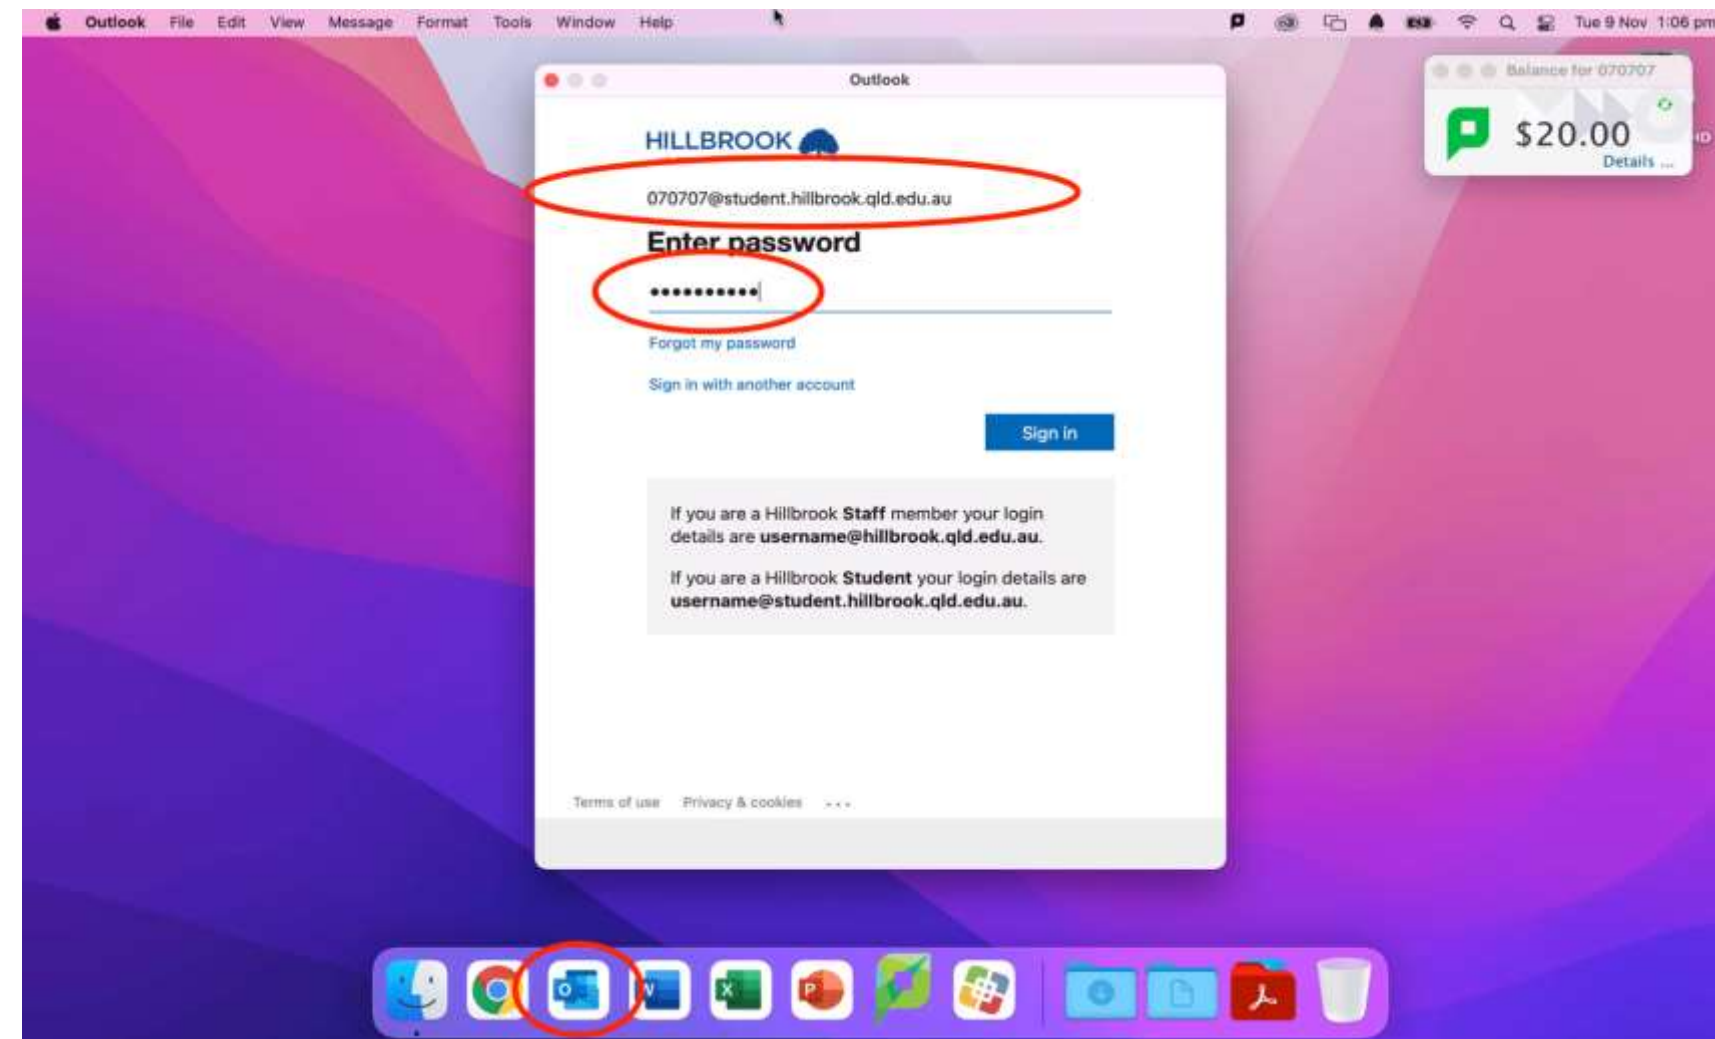 Outlook File Edit View Message Format Tools Window Help Tue 9 Nov 1:06 pm
Outlook
Balance for 070707
$20.00
Details ...
HILLBROOK
070707@student.hillbrook.qld.edu.au
Enter password
Forgot my password
Sign in with another account
Sign in
If you are a Hillbrook Staff member your login
details are username@hillbrook.qld.edu.au.
If you are a Hillbrook Student your login details are
username@student.hillbrook.qld.edu.au.
Terms of use Privacy & cookies ...